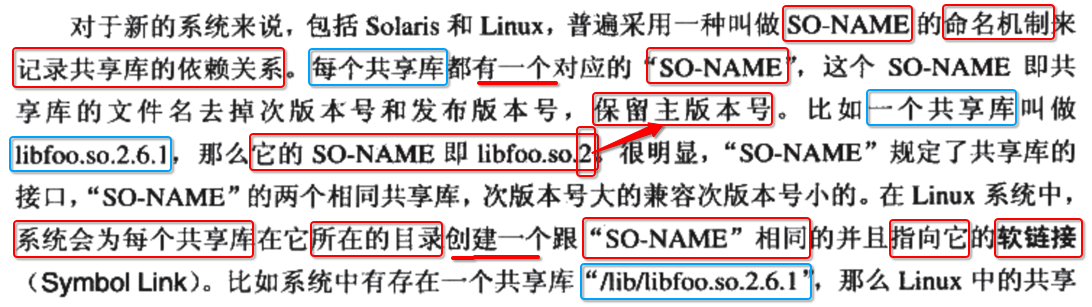 对于新的系统来说，包括 Solaris 和 Linux，普遍采用一种叫做 SO-NAME 的命名机制来
记录共享库的依赖关系。每个共享库都有一个对应的“SO-NAME”，这个 SO-NAME 即共
享库的文件名去掉次版本号和发布版本号，保留主版本号。比如一个共享库叫做
libfoo.so.2.6.1，那么它的 SO-NAME 即 libfoo.so.2。很明显，“SO-NAME”规定了共享库的
接口，“SO-NAME”的两个相同共享库，次版本号大的兼容次版本号小的。在 Linux 系统中，
系统会为每个共享库在它所在的目录创建一个跟“SO-NAME”相同的并且指向它的软链接
（Symbol Link）。比如系统中有存在一个共享库“/lib/libfoo.so.2.6.1”，那么 Linux 中的共享